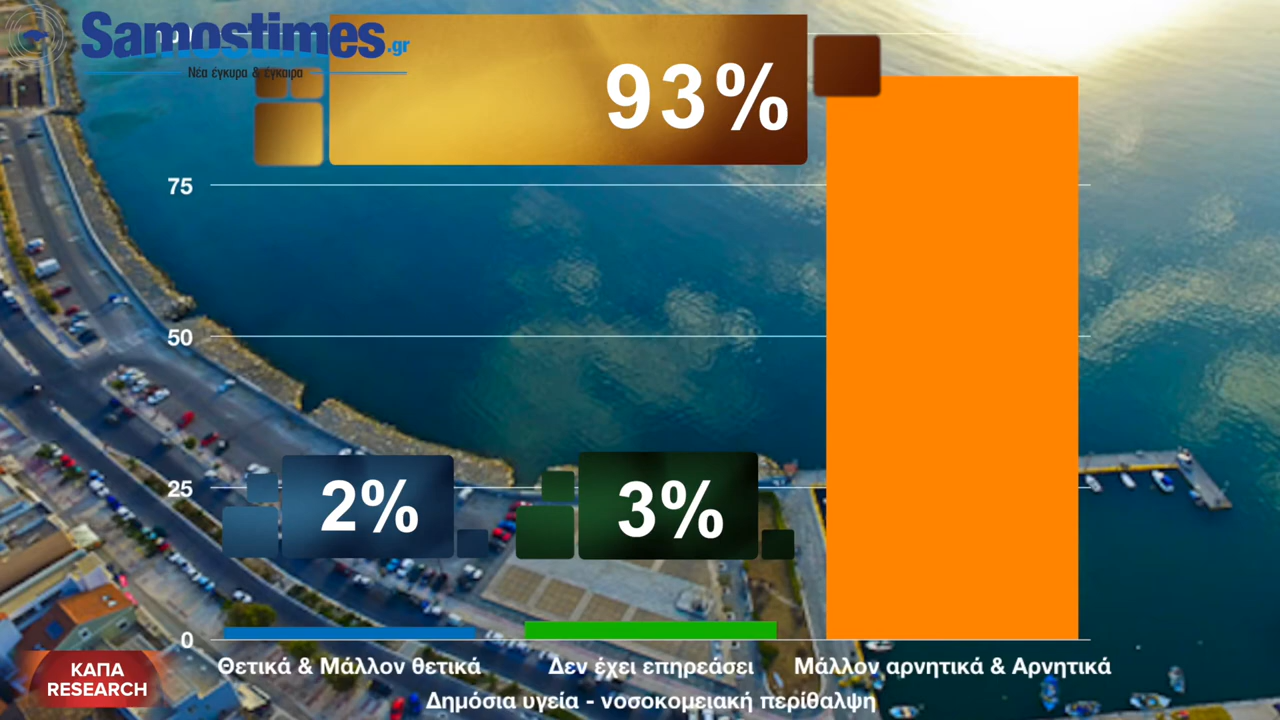 Samostimes.gr
Νέα έγκυρα & έγκαιρα
93%
75
50
25
2%
3%
0
Θετικά & Μάλλον θετικά
Δεν έχει επηρεάσει
Μάλλον αρνητικά & Αρνητικά
Δημόσια υγεία - νοσοκομειακή περίθαλψη
ΚΑΠΑ
RESEARCH